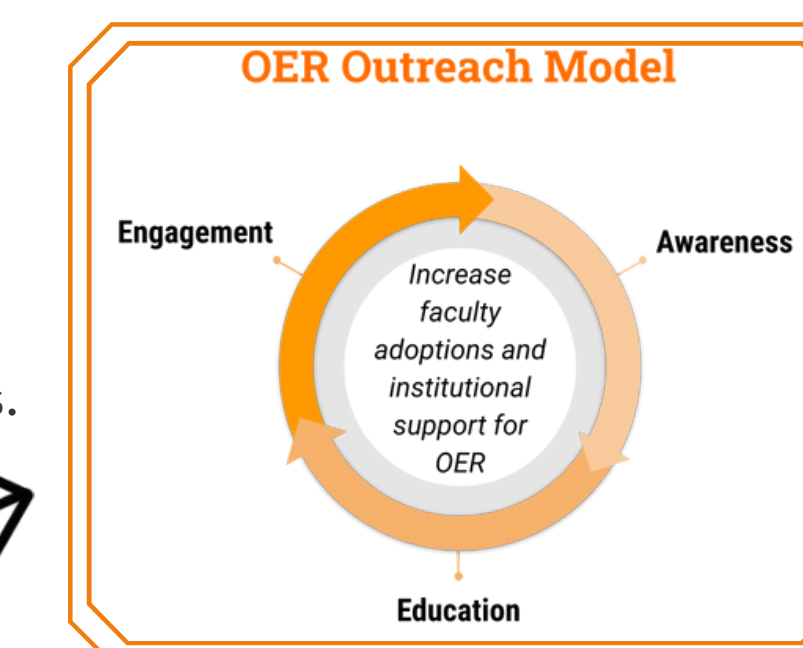 OER Outreach Model
Engagement
Awareness
Increase
faculty
adoptions and
institutional
support for
OER
s.
Education